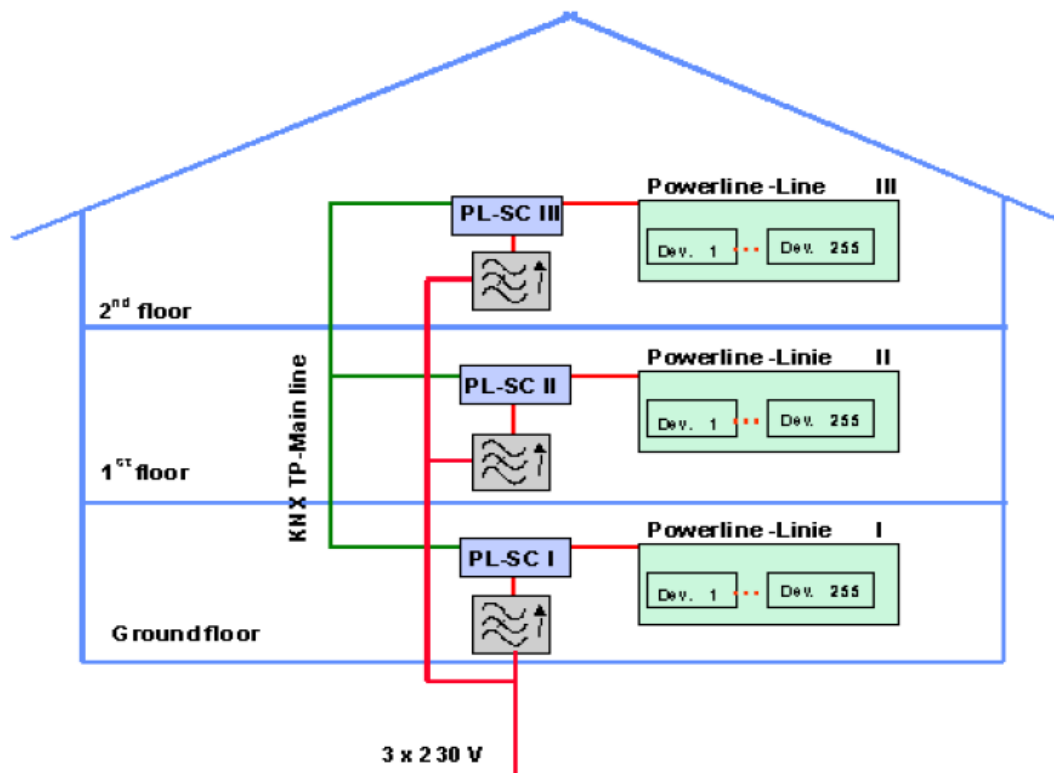 Powerline -Line III
PL-SC III
Dev. 1 ... Dev. 255
2nd floor
Powerline -Linie II
PL-SC II
Dev. 1 ... Dev. 255
KNX TP-Main line
1st floor
Powerline -Linie I
PL-SC I
Dev. 1 ... Dev. 255
Ground floor
3 x 230 V